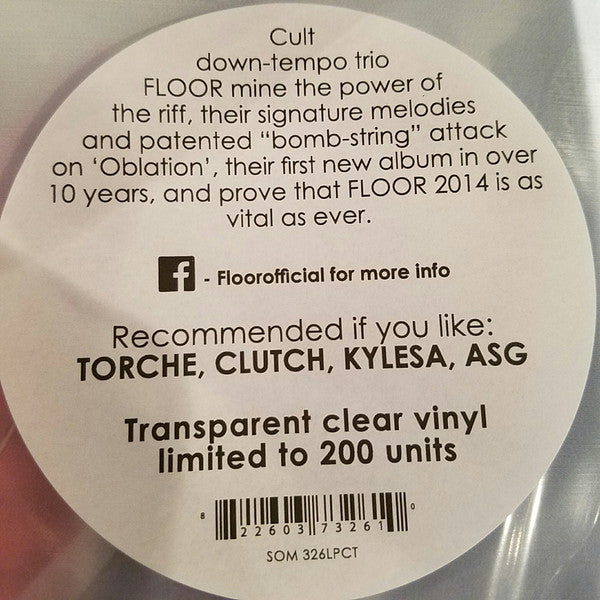 Cult
down-tempo trio
FLOOR mine the power of
the riff, their signature melodies
and patented “bomb-string” attack
on ‘Oblation’, their first new album in over
10 years, and prove that FLOOR 2014 is as
vital as ever.
f - Floorofficial for more info
Recommended if you like:
TORCHE, CLUTCH, KYLESA, ASG
Transparent clear vinyl
limited to 200 units
8 22603 73261 0
SOM 326LPCT